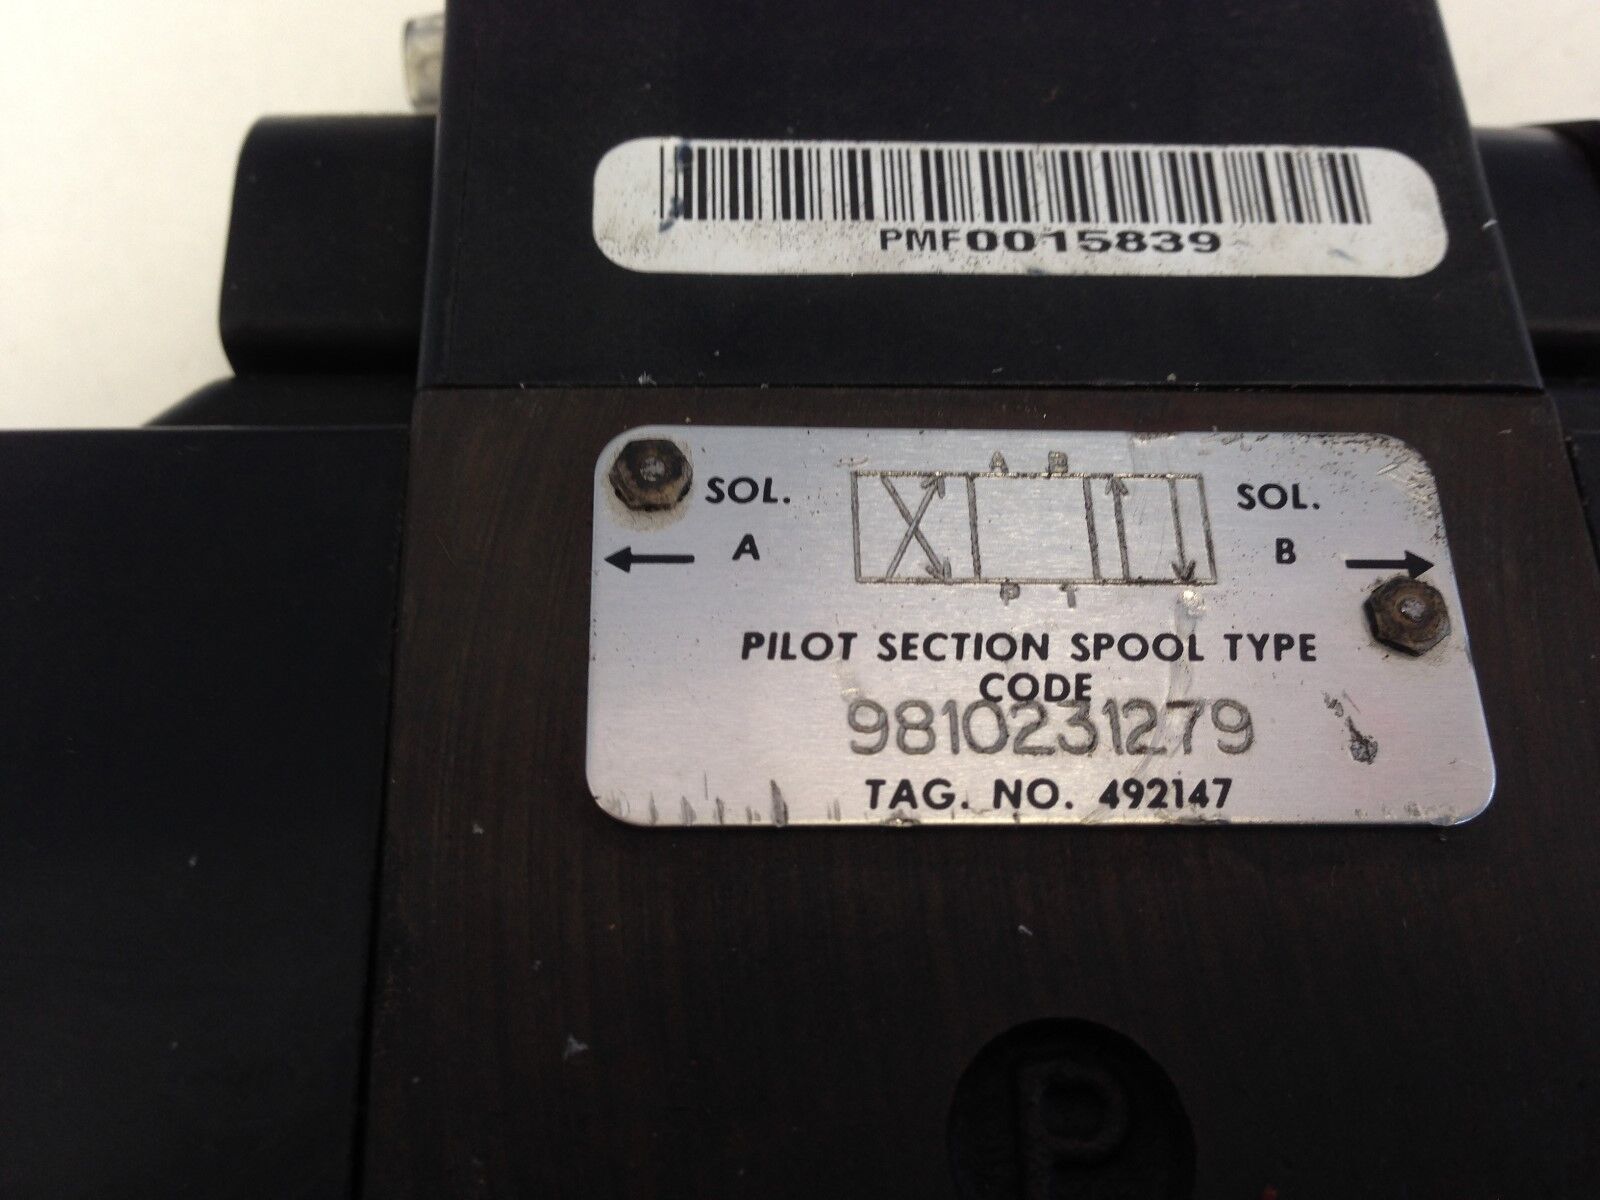 PMF0015839
A B
SOL. SOL.
A B
P T
PILOT SECTION SPOOL TYPE
CODE
9810231279
TAG. NO. 492147
P